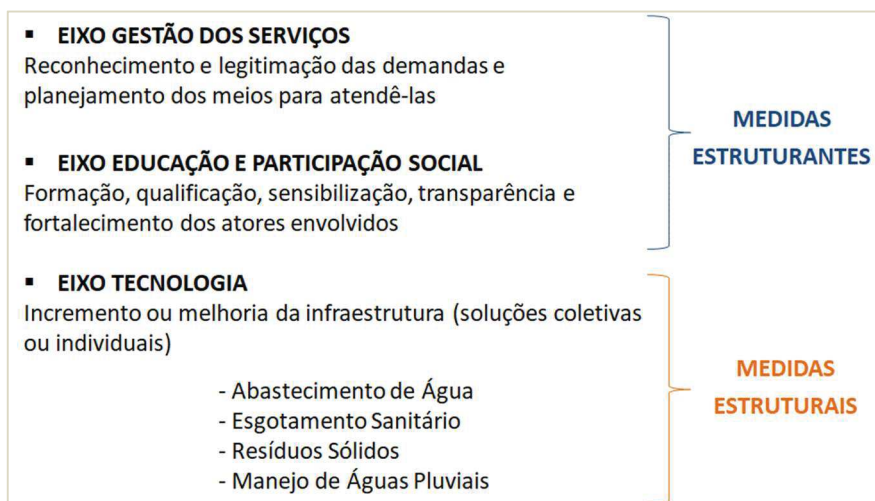 ▪ EIXO GESTÃO DOS SERVIÇOS
Reconhecimento e legitimação das demandas e
planejamento dos meios para atendê-las
▪ EIXO EDUCAÇÃO E PARTICIPAÇÃO SOCIAL
Formação, qualificação, sensibilização, transparência e
fortalecimento dos atores envolvidos
MEDIDAS
ESTRUTURANTES
▪ EIXO TECNOLOGIA
Incremento ou melhoria da infraestrutura (soluções coletivas
ou individuais)
- Abastecimento de Água
- Esgotamento Sanitário
- Resíduos Sólidos
- Manejo de Águas Pluviais
MEDIDAS
ESTRUTURAIS